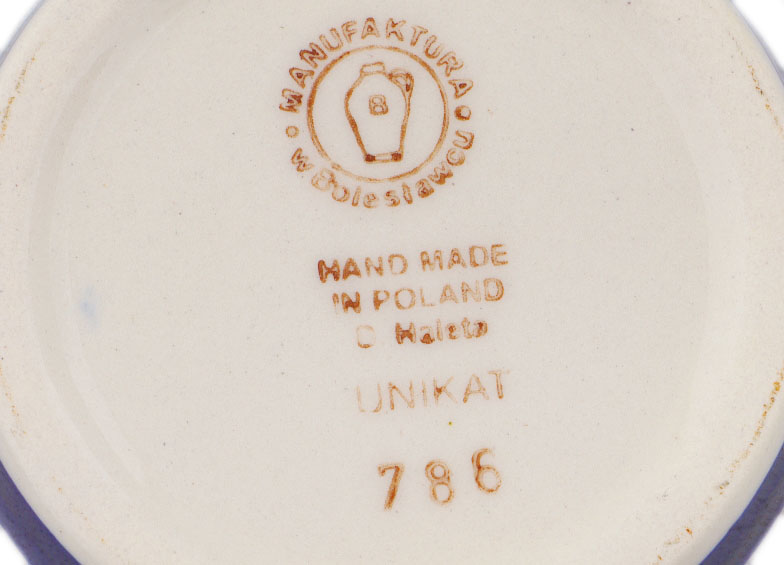 MANUFAKTURA
• w Bolesławcu •
B
HAND MADE
IN POLAND
C Haleta
UNIKAT
786